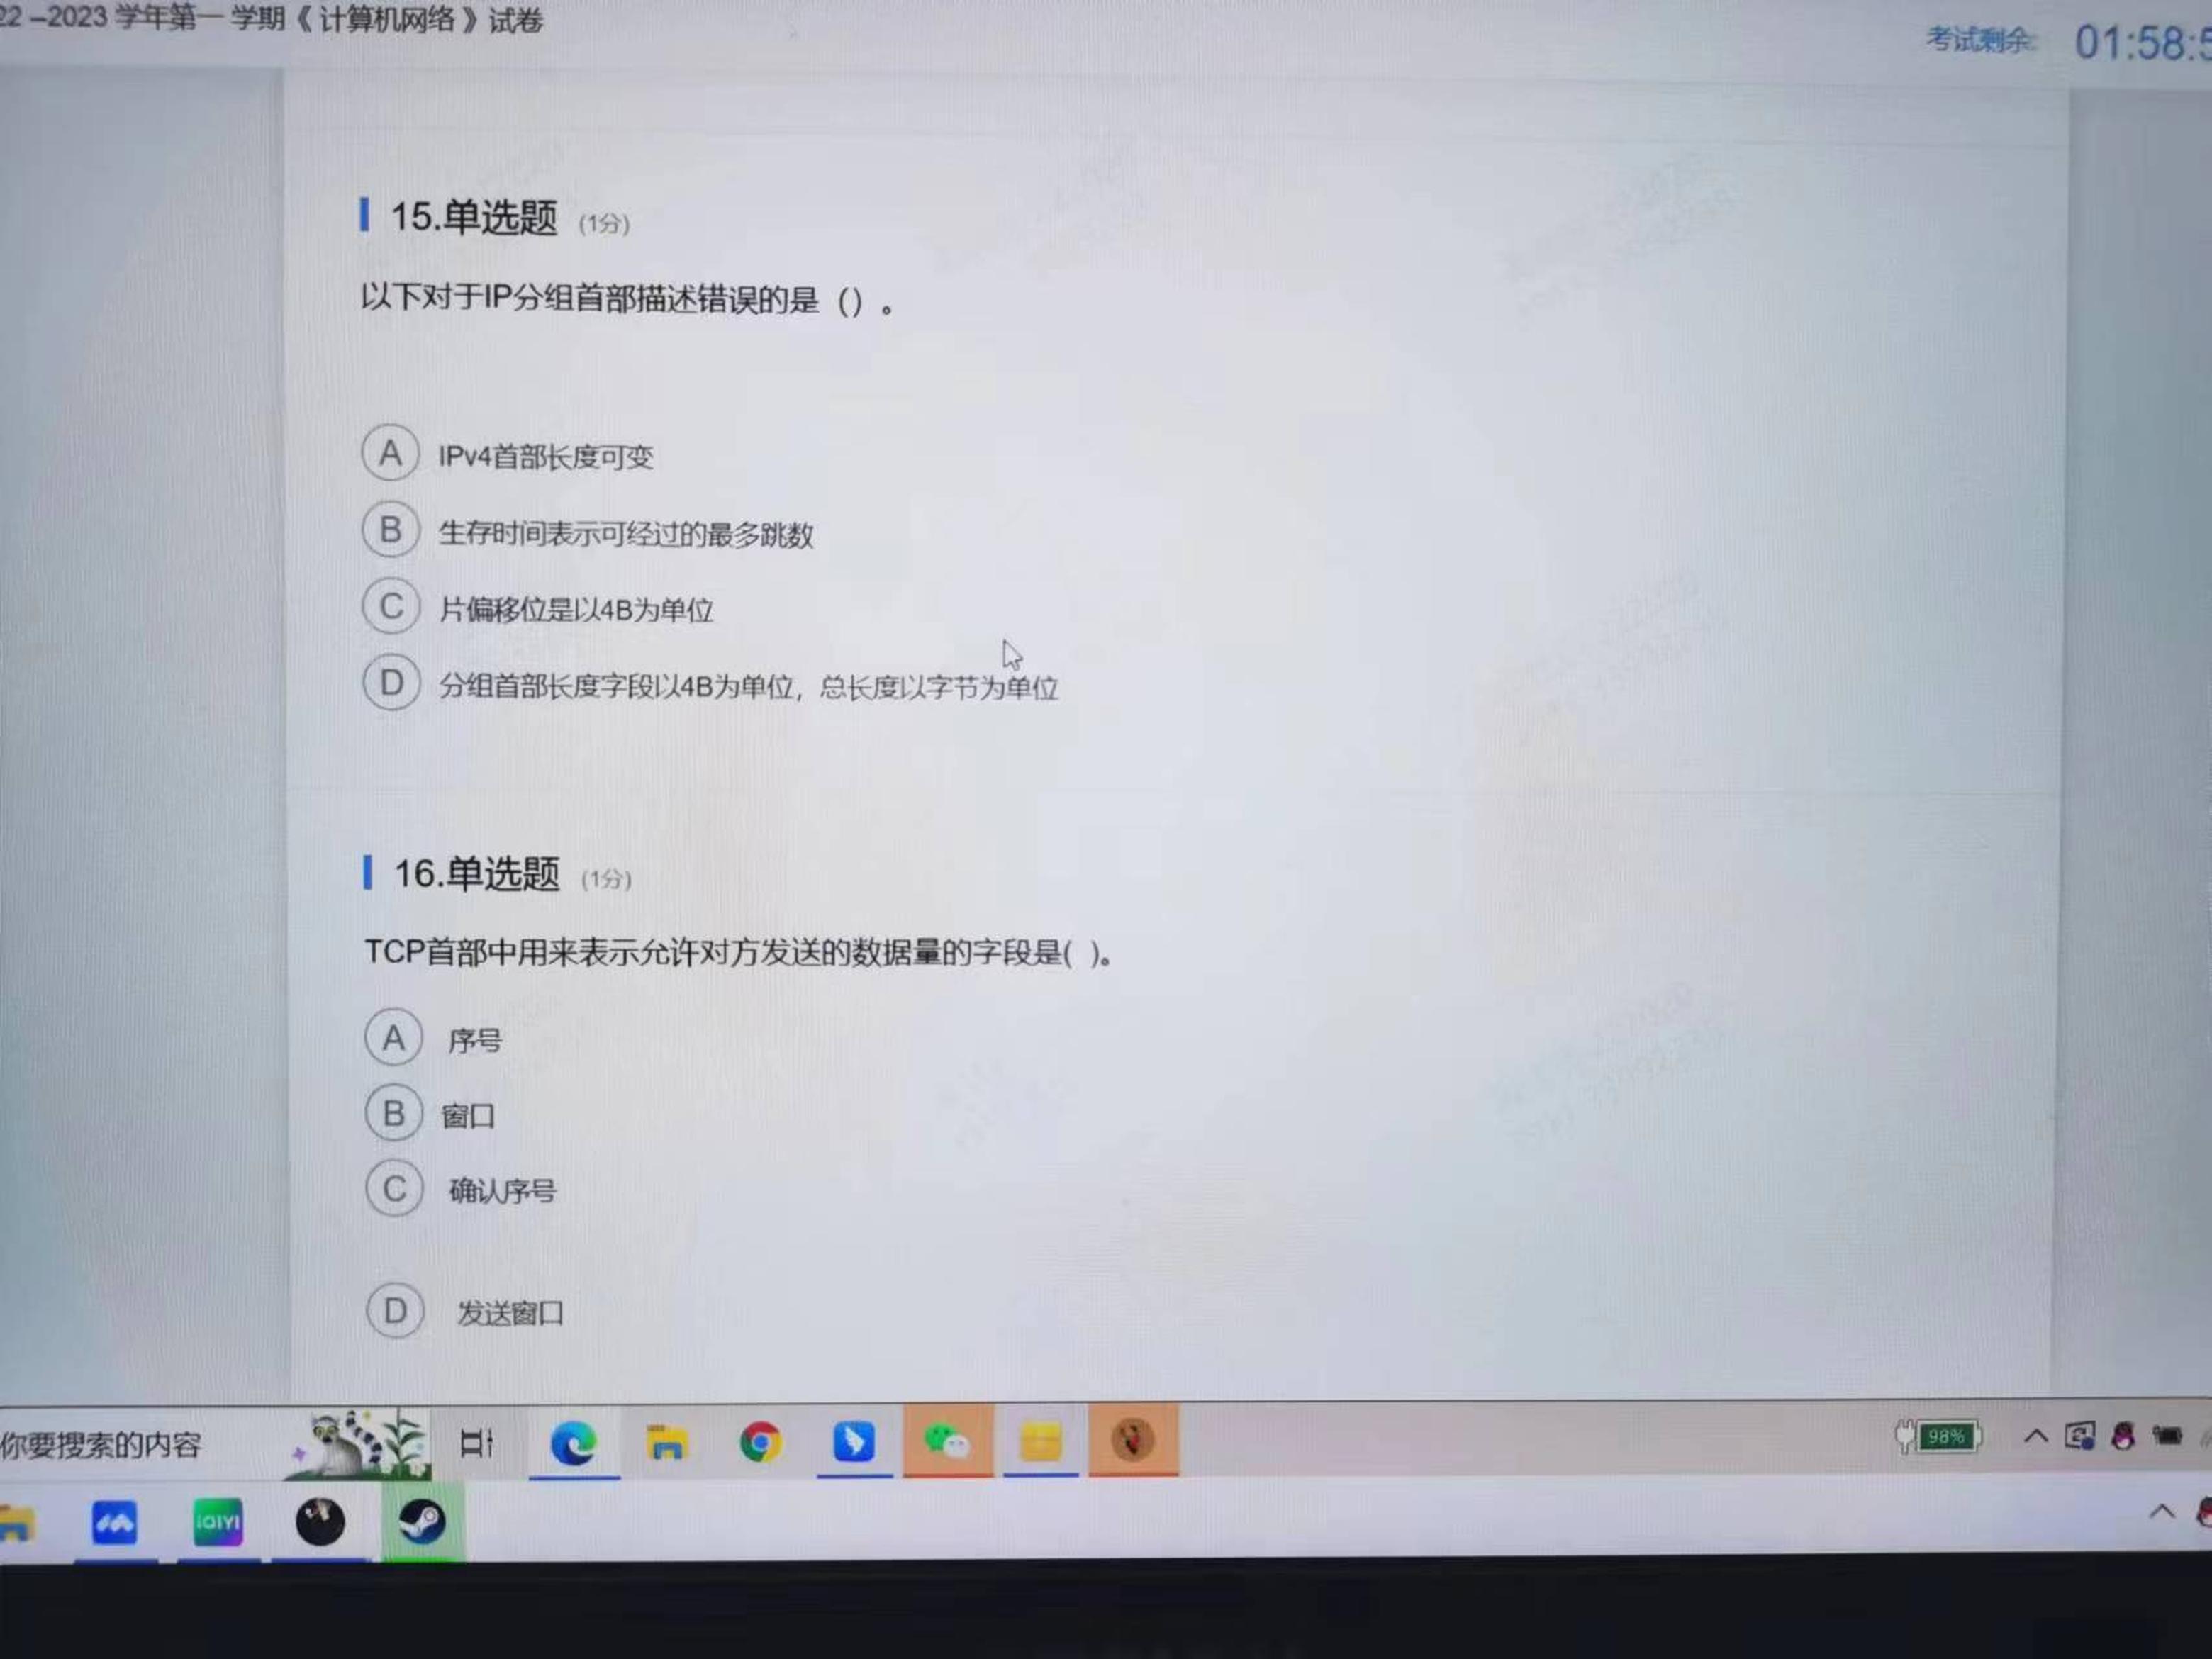 22 –2023 学年第一 学期《 计算机网络 》试卷
考试剩余: 01:58:5
15.单选题 (1分)
以下对于IP分组首部描述错误的是（）。
A IPv4首部长度可变
B 生存时间表示可经过的最多跳数
C 片偏移位是以4B为单位
D 分组首部长度字段以4B为单位，总长度以字节为单位
16.单选题 (1分)
TCP首部中用来表示允许对方发送的数据量的字段是( )。
A 序号
B 窗口
C 确认序号
D 发送窗口
你要搜索的内容
98%
iQIYI